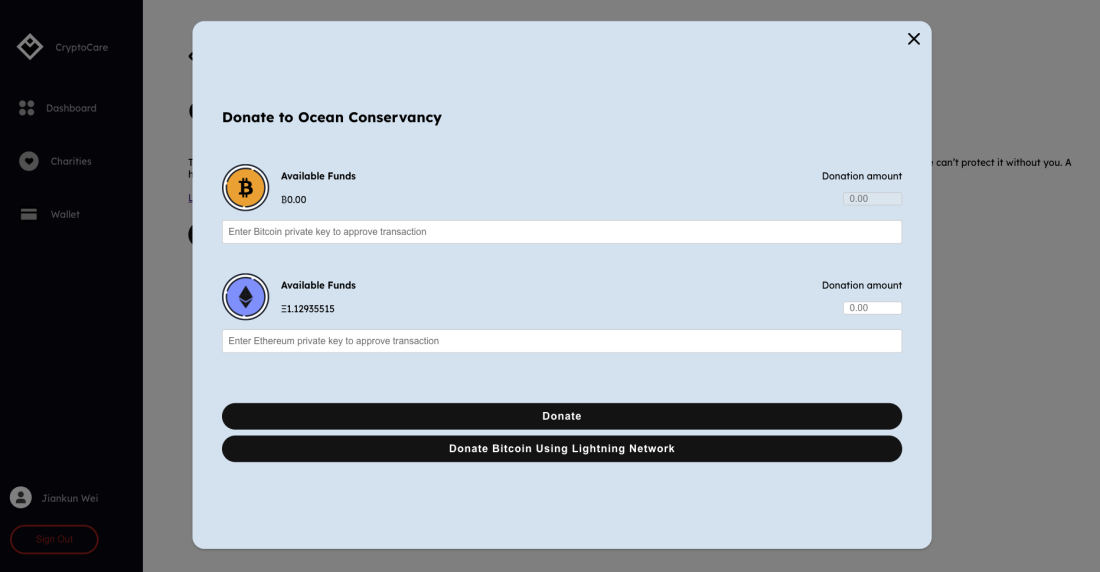 CryptoCare
Dashboard
Charities
Wallet
Jiankun Wei
Sign Out
can't protect it without you. A
Donate to Ocean Conservancy
Available Funds
Donation amount
₿0.00
0.00
Enter Bitcoin private key to approve transaction
Available Funds
Donation amount
Ξ1.12935515
0.00
Enter Ethereum private key to approve transaction
Donate
Donate Bitcoin Using Lightning Network